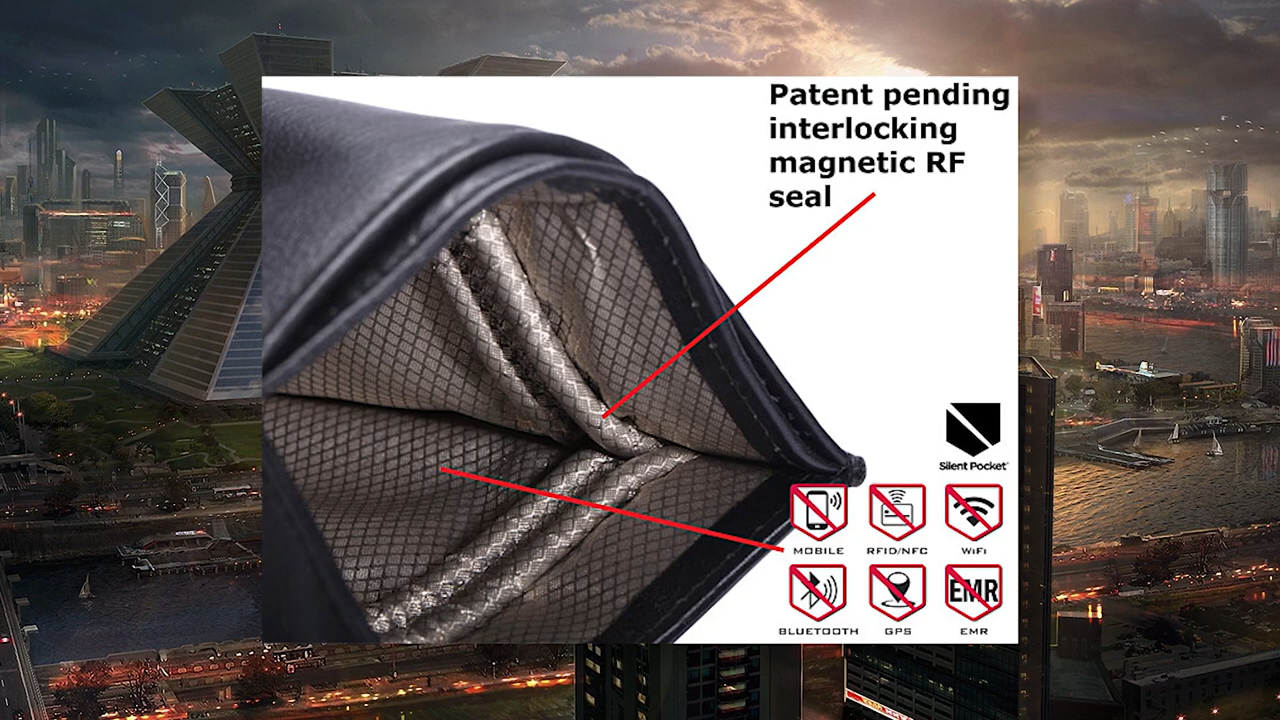 Patent pending
interlocking
magnetic RF
seal
Silent Pocket
MOBILE
RFID/NFC
WiFi
EMR
BLUETOOTH
GPS
EMR